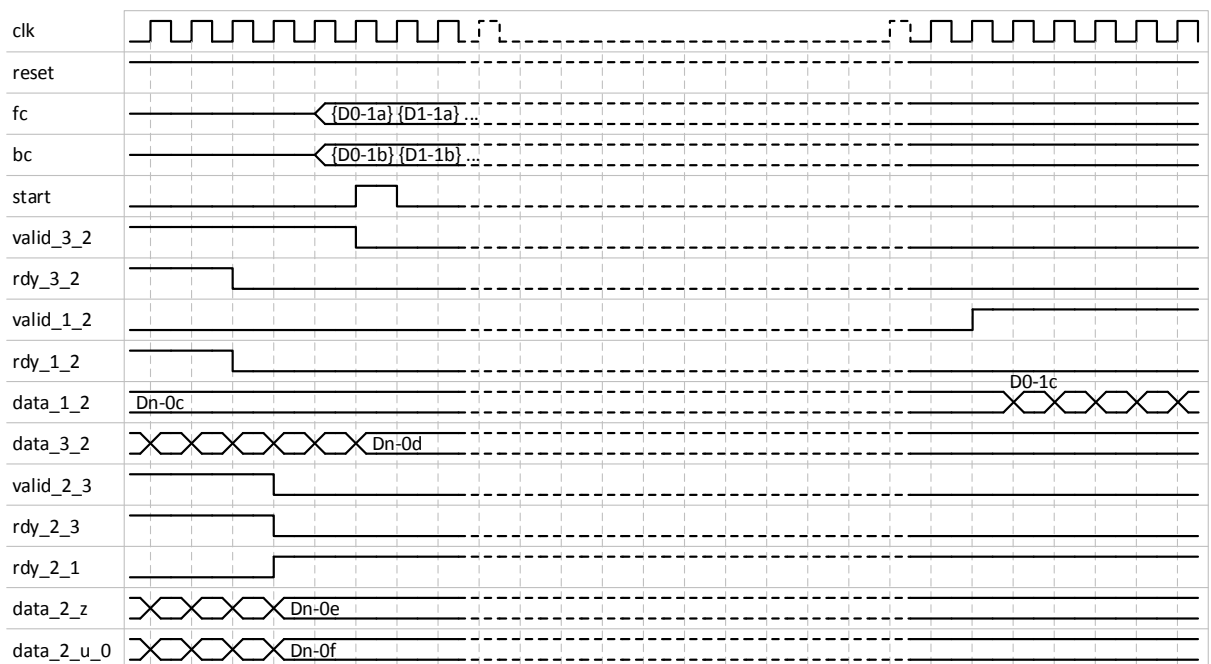 clk
reset
fc {D0-1a} {D1-1a} ...
bc {D0-1b} {D1-1b} ...
start
valid_3_2
rdy_3_2
valid_1_2
rdy_1_2
D0-1c
data_1_2 Dn-0c
data_3_2 Dn-0d
valid_2_3
rdy_2_3
rdy_2_1
data_2_z Dn-0e
data_2_u_0 Dn-0f